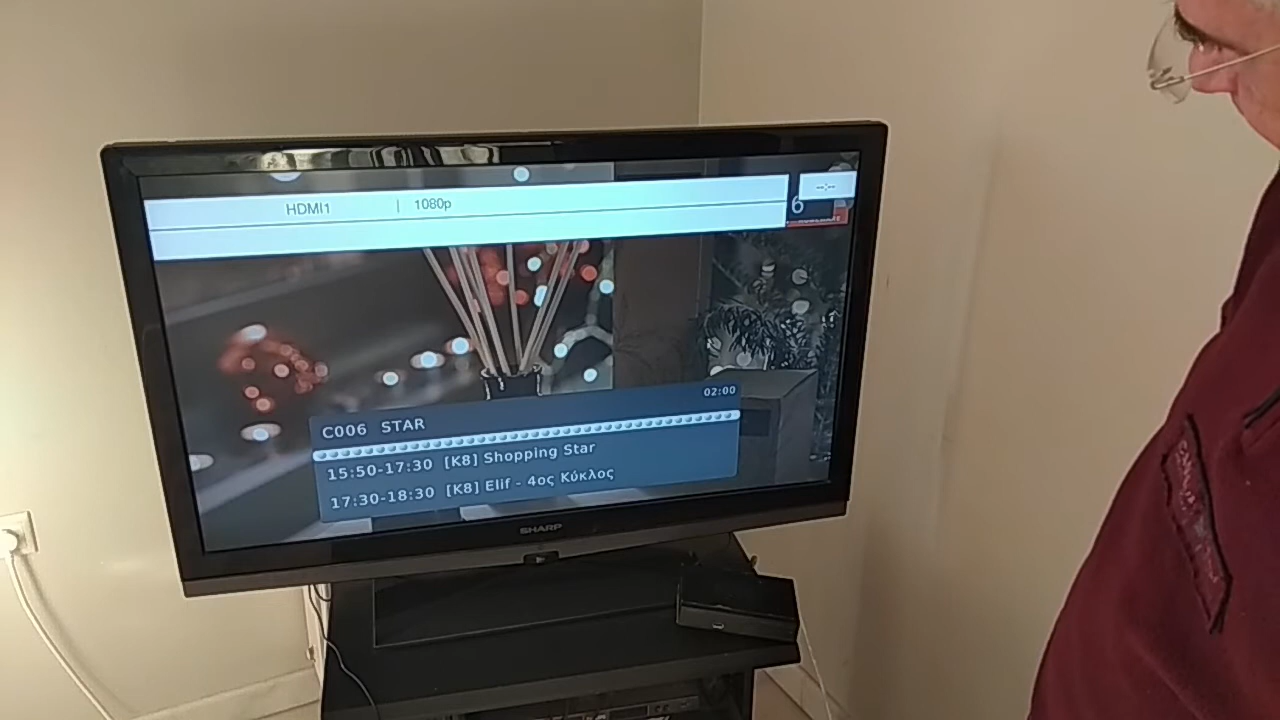 HDMI1 | 1080p
--:--
6
02:00
C006 STAR
15:50-17:30 [K8] Shopping Star
17:30-18:30 [K8] Elif - 4ος Κύκλος
SHARP